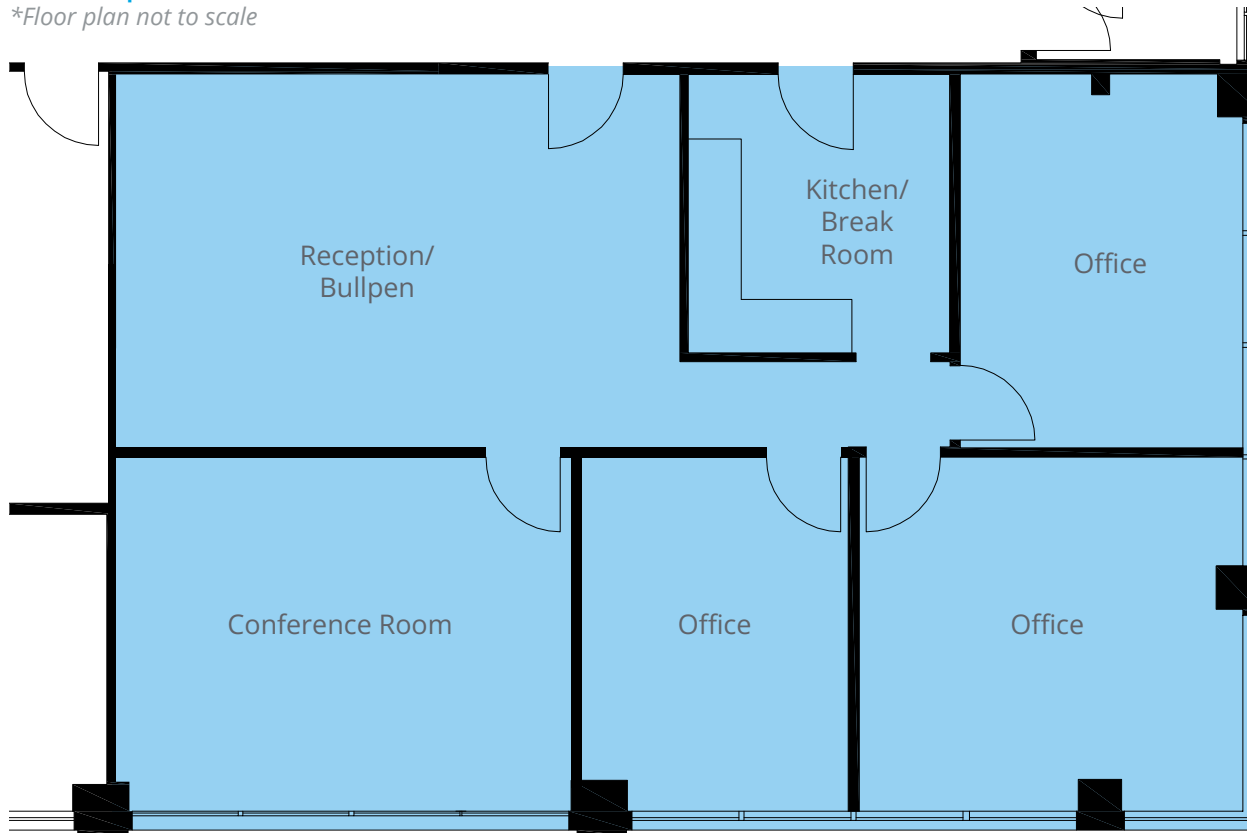 *Floor plan not to scale
Kitchen/
Break
Room
Reception/
Bullpen
Office
Conference Room
Office
Office